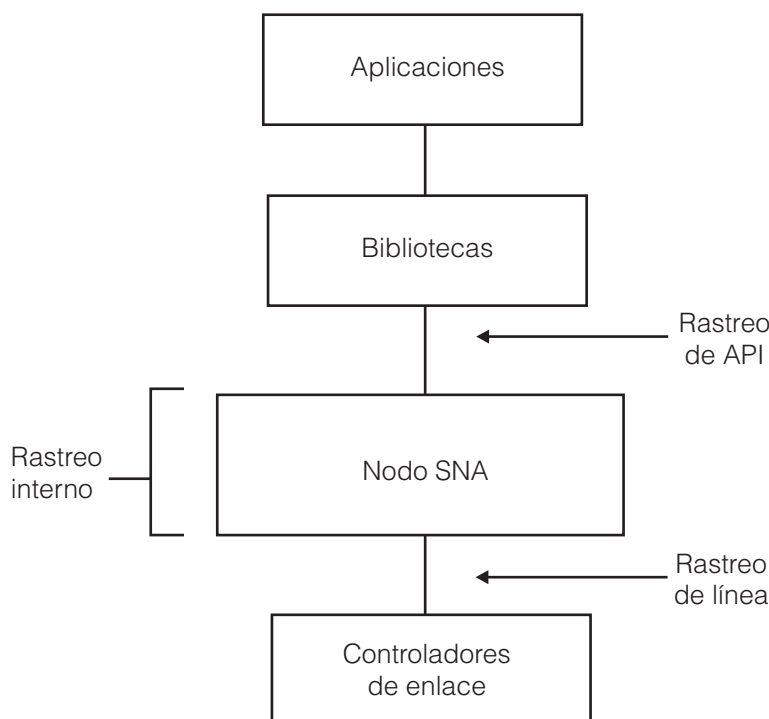 Aplicaciones
Bibliotecas
Rastreo
de API
Rastreo
interno
Nodo SNA
Rastreo
de línea
Controladores
de enlace